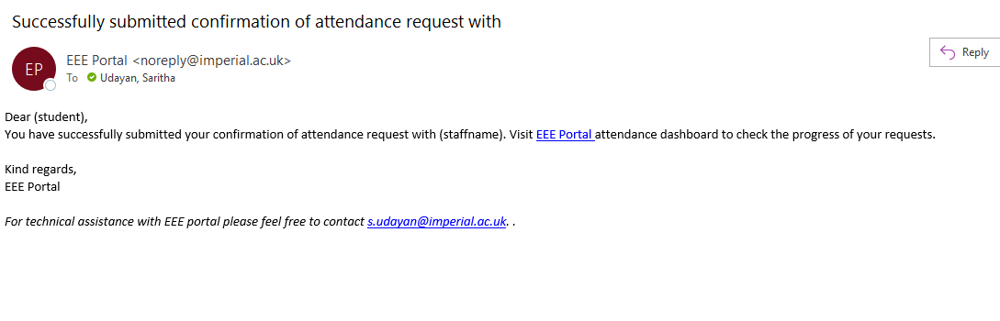 Successfully submitted confirmation of attendance request with
EP
EEE Portal <noreply@imperial.ac.uk>
Reply
To Udayan, Saritha
Dear (student),
You have successfully submitted your confirmation of attendance request with (staffname). Visit EEE Portal attendance dashboard to check the progress of your requests.
Kind regards,
EEE Portal
For technical assistance with EEE portal please feel free to contact s.udayan@imperial.ac.uk. .